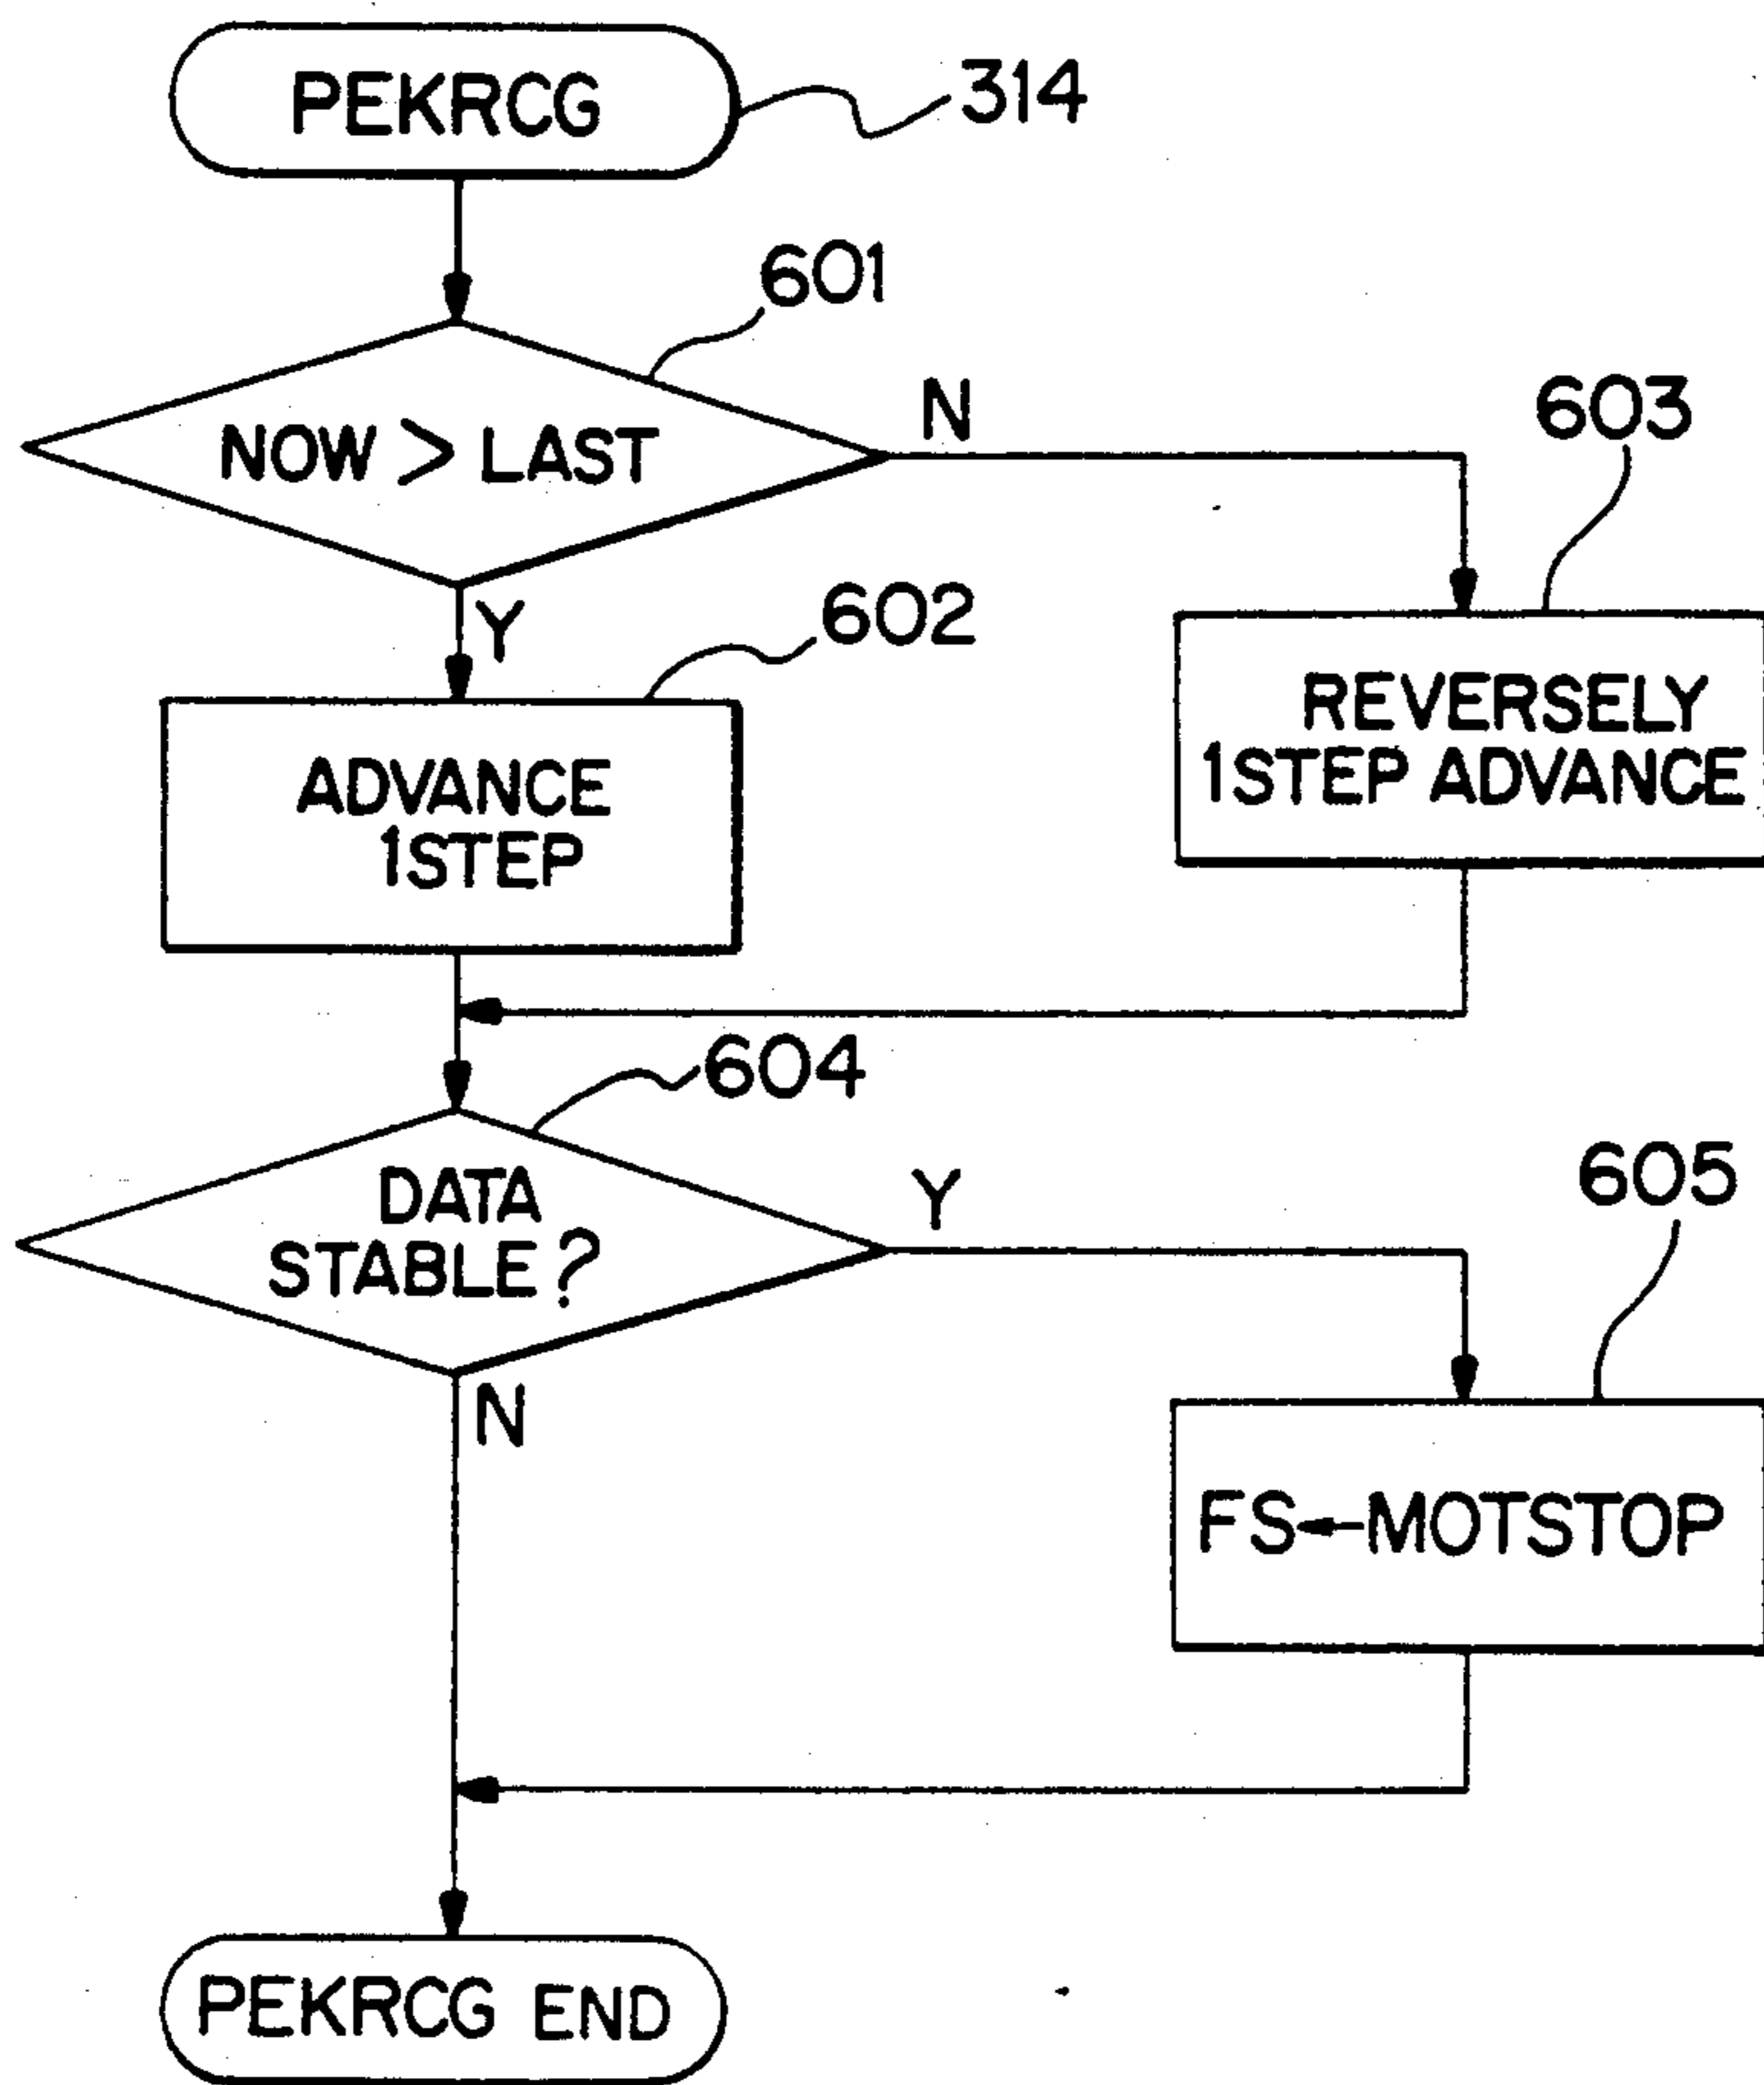 PEKRCG
314
601
NOW > LAST
N
603
Y
602
REVERSELY
1STEP ADVANCE
ADVANCE
1STEP
604
DATA
STABLE?
Y
605
N
FS←MOTSTOP
PEKRCG END